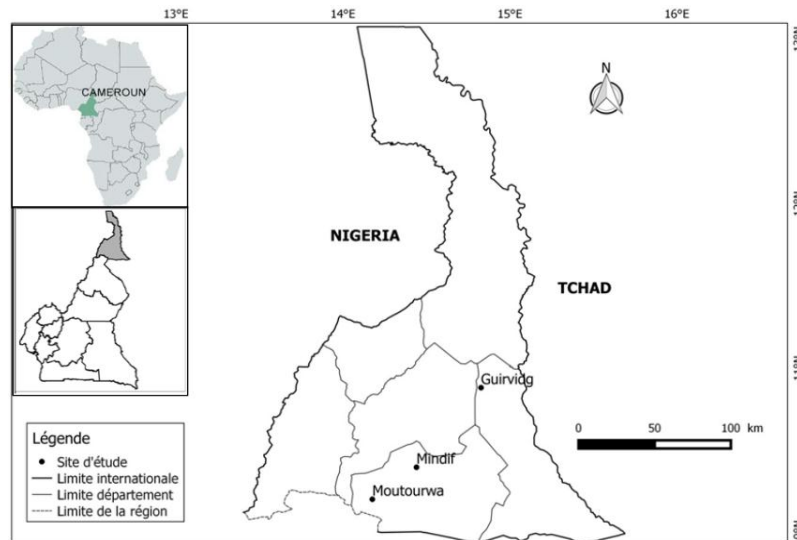 13°E 14°E 15°E 16°E
CAMEROUN
N
NIGERIA
TCHAD
Guirvidg
0 50 100 km
Mindif
Moutourwa
Légende
Site d'étude
Limite internationale
Limite département
Limite de la région